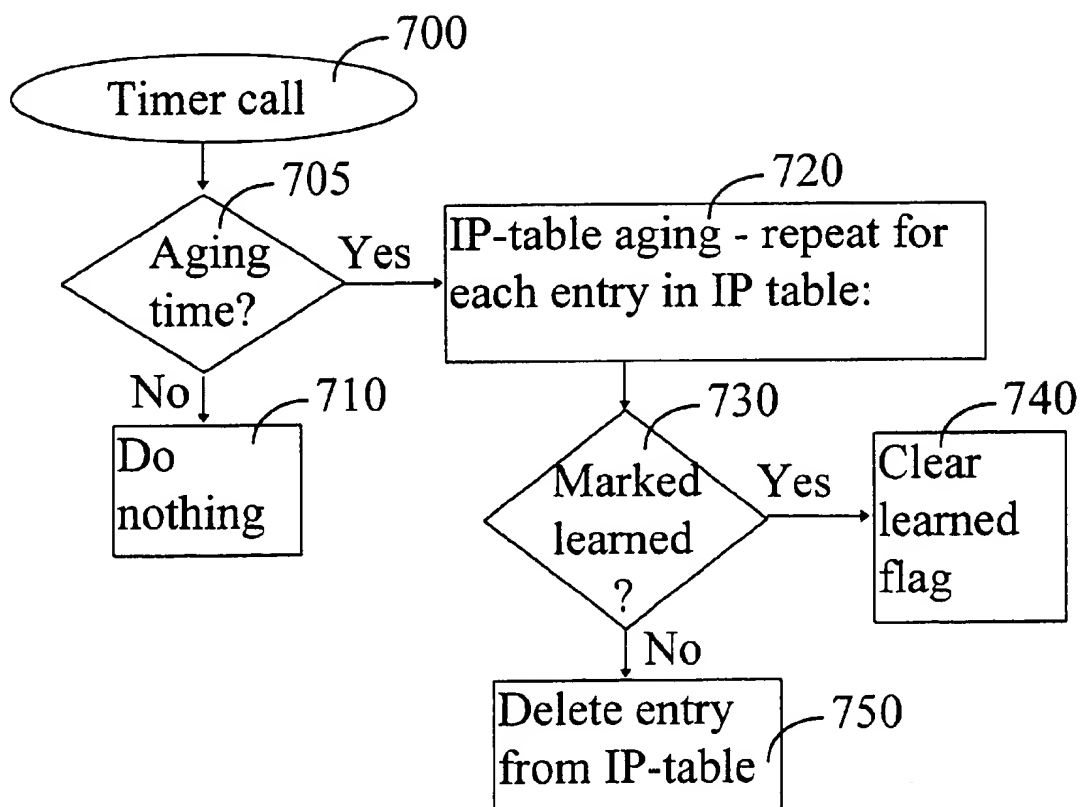 700
Timer call
705
Aging
time?
Yes
No
710
Do
nothing
720
IP-table aging - repeat for
each entry in IP table:
730
Marked
learned
?
Yes
No
740
Clear
learned
flag
750
Delete entry
from IP-table